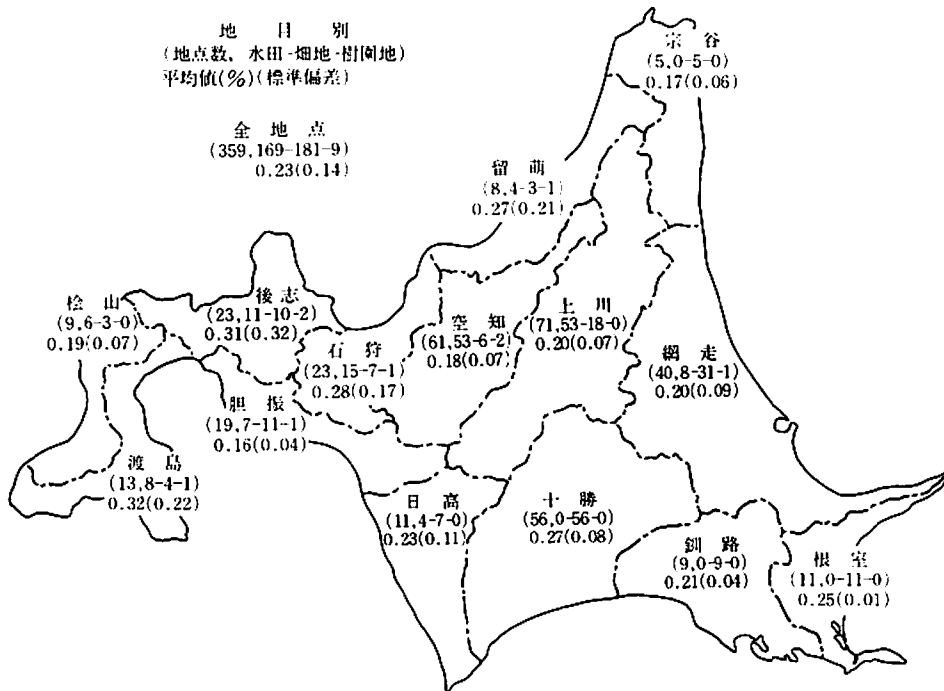 地目別
(地点数, 水田-畑地-樹園地)
平均値(%)(標準偏差)
全地点
(359,169-181-9)
0.23(0.14)
宗谷
(5,0-5-0)
0.17(0.06)
留萌
(8,4-3-1)
0.27(0.21)
桧山
(9,6-3-0)
0.19(0.07)
後志
(23,11-10-2)
0.31(0.32)
石狩
(23,15-7-1)
0.28(0.17)
空知
(61,53-6-2)
0.18(0.07)
上川
(71,53-18-0)
0.20(0.07)
網走
(40,8-31-1)
0.20(0.09)
胆振
(19,7-11-1)
0.16(0.04)
渡島
(13,8-4-1)
0.32(0.22)
日高
(11,4-7-0)
0.23(0.11)
十勝
(56,0-56-0)
0.27(0.08)
釧路
(9,0-9-0)
0.21(0.04)
根室
(11,0-11-0)
0.25(0.01)